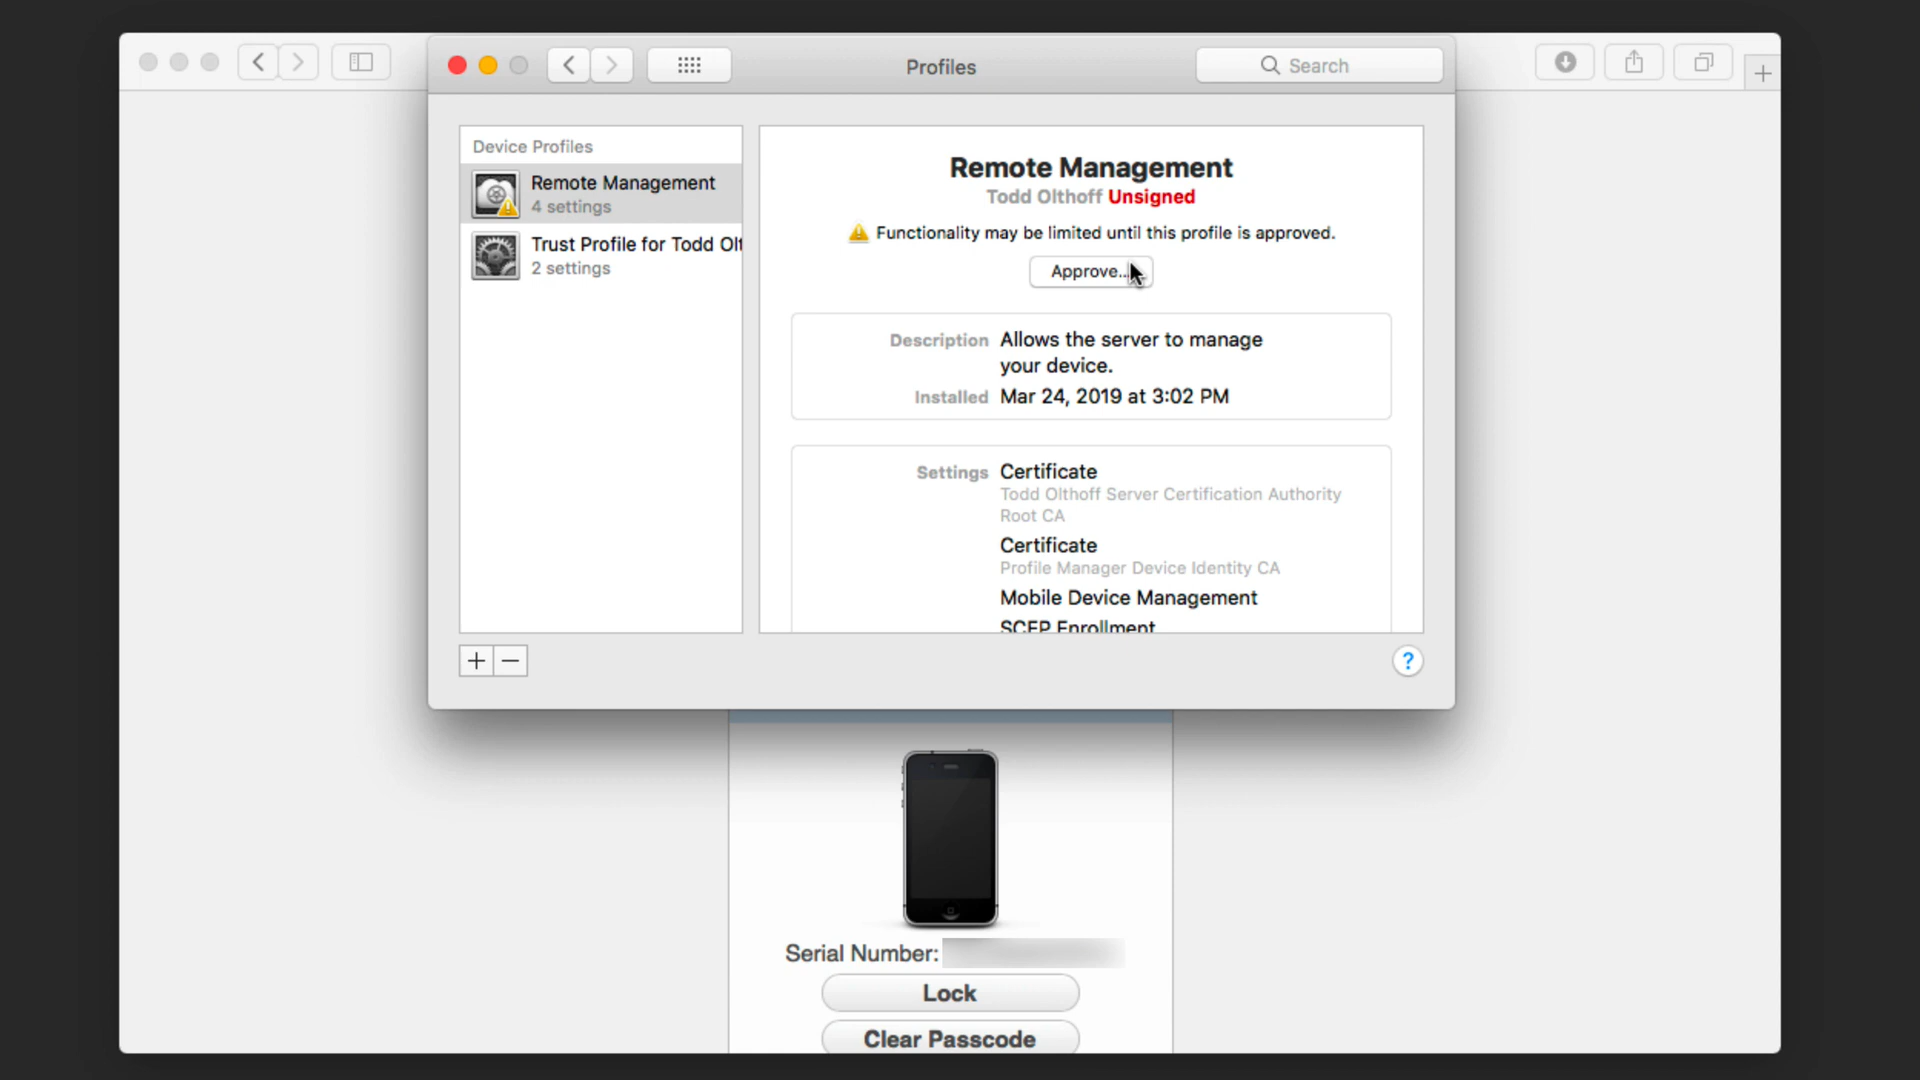 Profiles
Search
Device Profiles
Remote Management
4 settings
Trust Profile for Todd Olt
2 settings
Remote Management
Todd Olthoff Unsigned
Functionality may be limited until this profile is approved.
Approve...
Description Allows the server to manage
your device.
Installed Mar 24, 2019 at 3:02 PM
Settings Certificate
Todd Olthoff Server Certification Authority
Root CA
Certificate
Profile Manager Device Identity CA
Mobile Device Management
SCEP Enrollment
?
Serial Number:
Lock
Clear Passcode